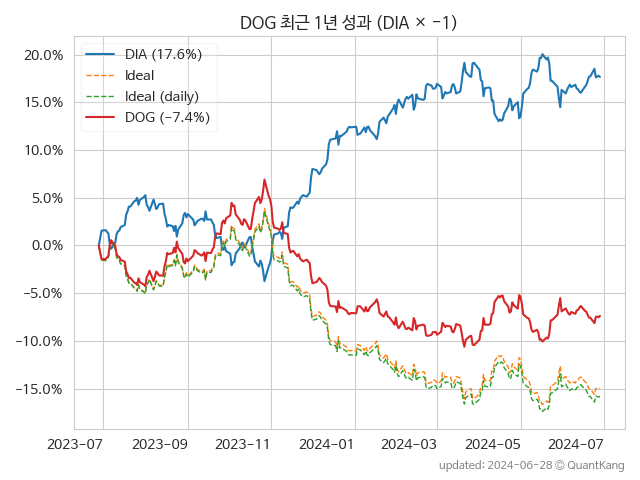 DOG 최근 1년 성과 (DIA × −1)
20.0%
15.0%
10.0%
5.0%
0.0%
−5.0%
−10.0%
−15.0%
DIA (17.6%)
Ideal
Ideal (daily)
DOG (−7.4%)
2023-07 2023-09 2023-11 2024-01 2024-03 2024-05 2024-07
updated: 2024-06-28 © QuantKang